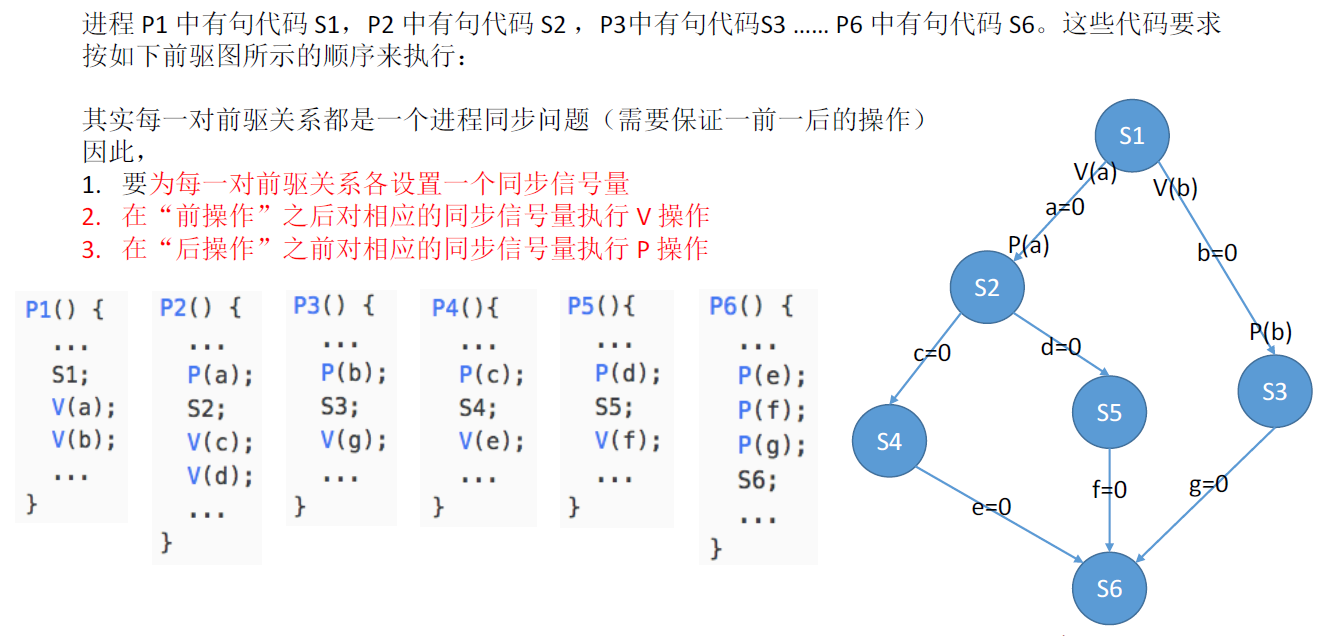 进程 P1 中有句代码 S1，P2 中有句代码 S2 ，P3中有句代码S3 …… P6 中有句代码 S6。这些代码要求
按如下前驱图所示的顺序来执行：
其实每一对前驱关系都是一个进程同步问题（需要保证一前一后的操作）
因此，
1. 要为每一对前驱关系各设置一个同步信号量
2. 在“前操作”之后对相应的同步信号量执行 V 操作
3. 在“后操作”之前对相应的同步信号量执行 P 操作
P1() {
...
S1;
V(a);
V(b);
...
}
P2() {
...
P(a);
S2;
V(c);
V(d);
...
}
P3() {
...
P(b);
S3;
V(g);
...
}
P4(){
...
P(c);
S4;
V(e);
...
}
P5(){
...
P(d);
S5;
V(f);
...
}
P6() {
...
P(e);
P(f);
P(g);
S6;
...
}
S1
V(a)
V(b)
a=0
P(a)
b=0
S2
P(b)
c=0
d=0
S3
S5
S4
e=0
f=0
g=0
S6